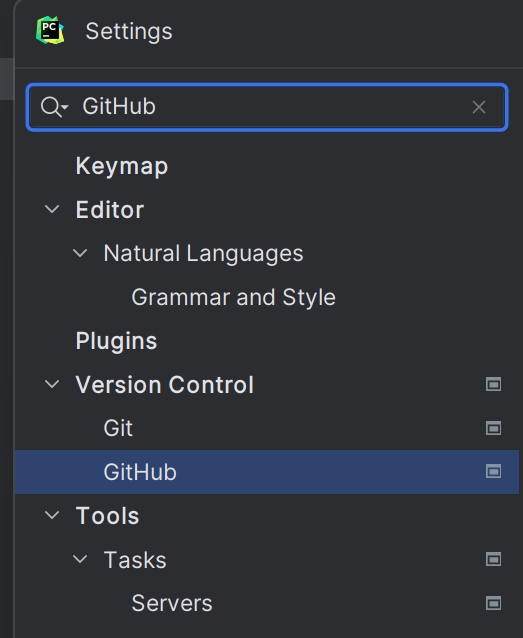 PC
Settings
GitHub
Keymap
Editor
Natural Languages
Grammar and Style
Plugins
Version Control
Git
GitHub
Tools
Tasks
Servers